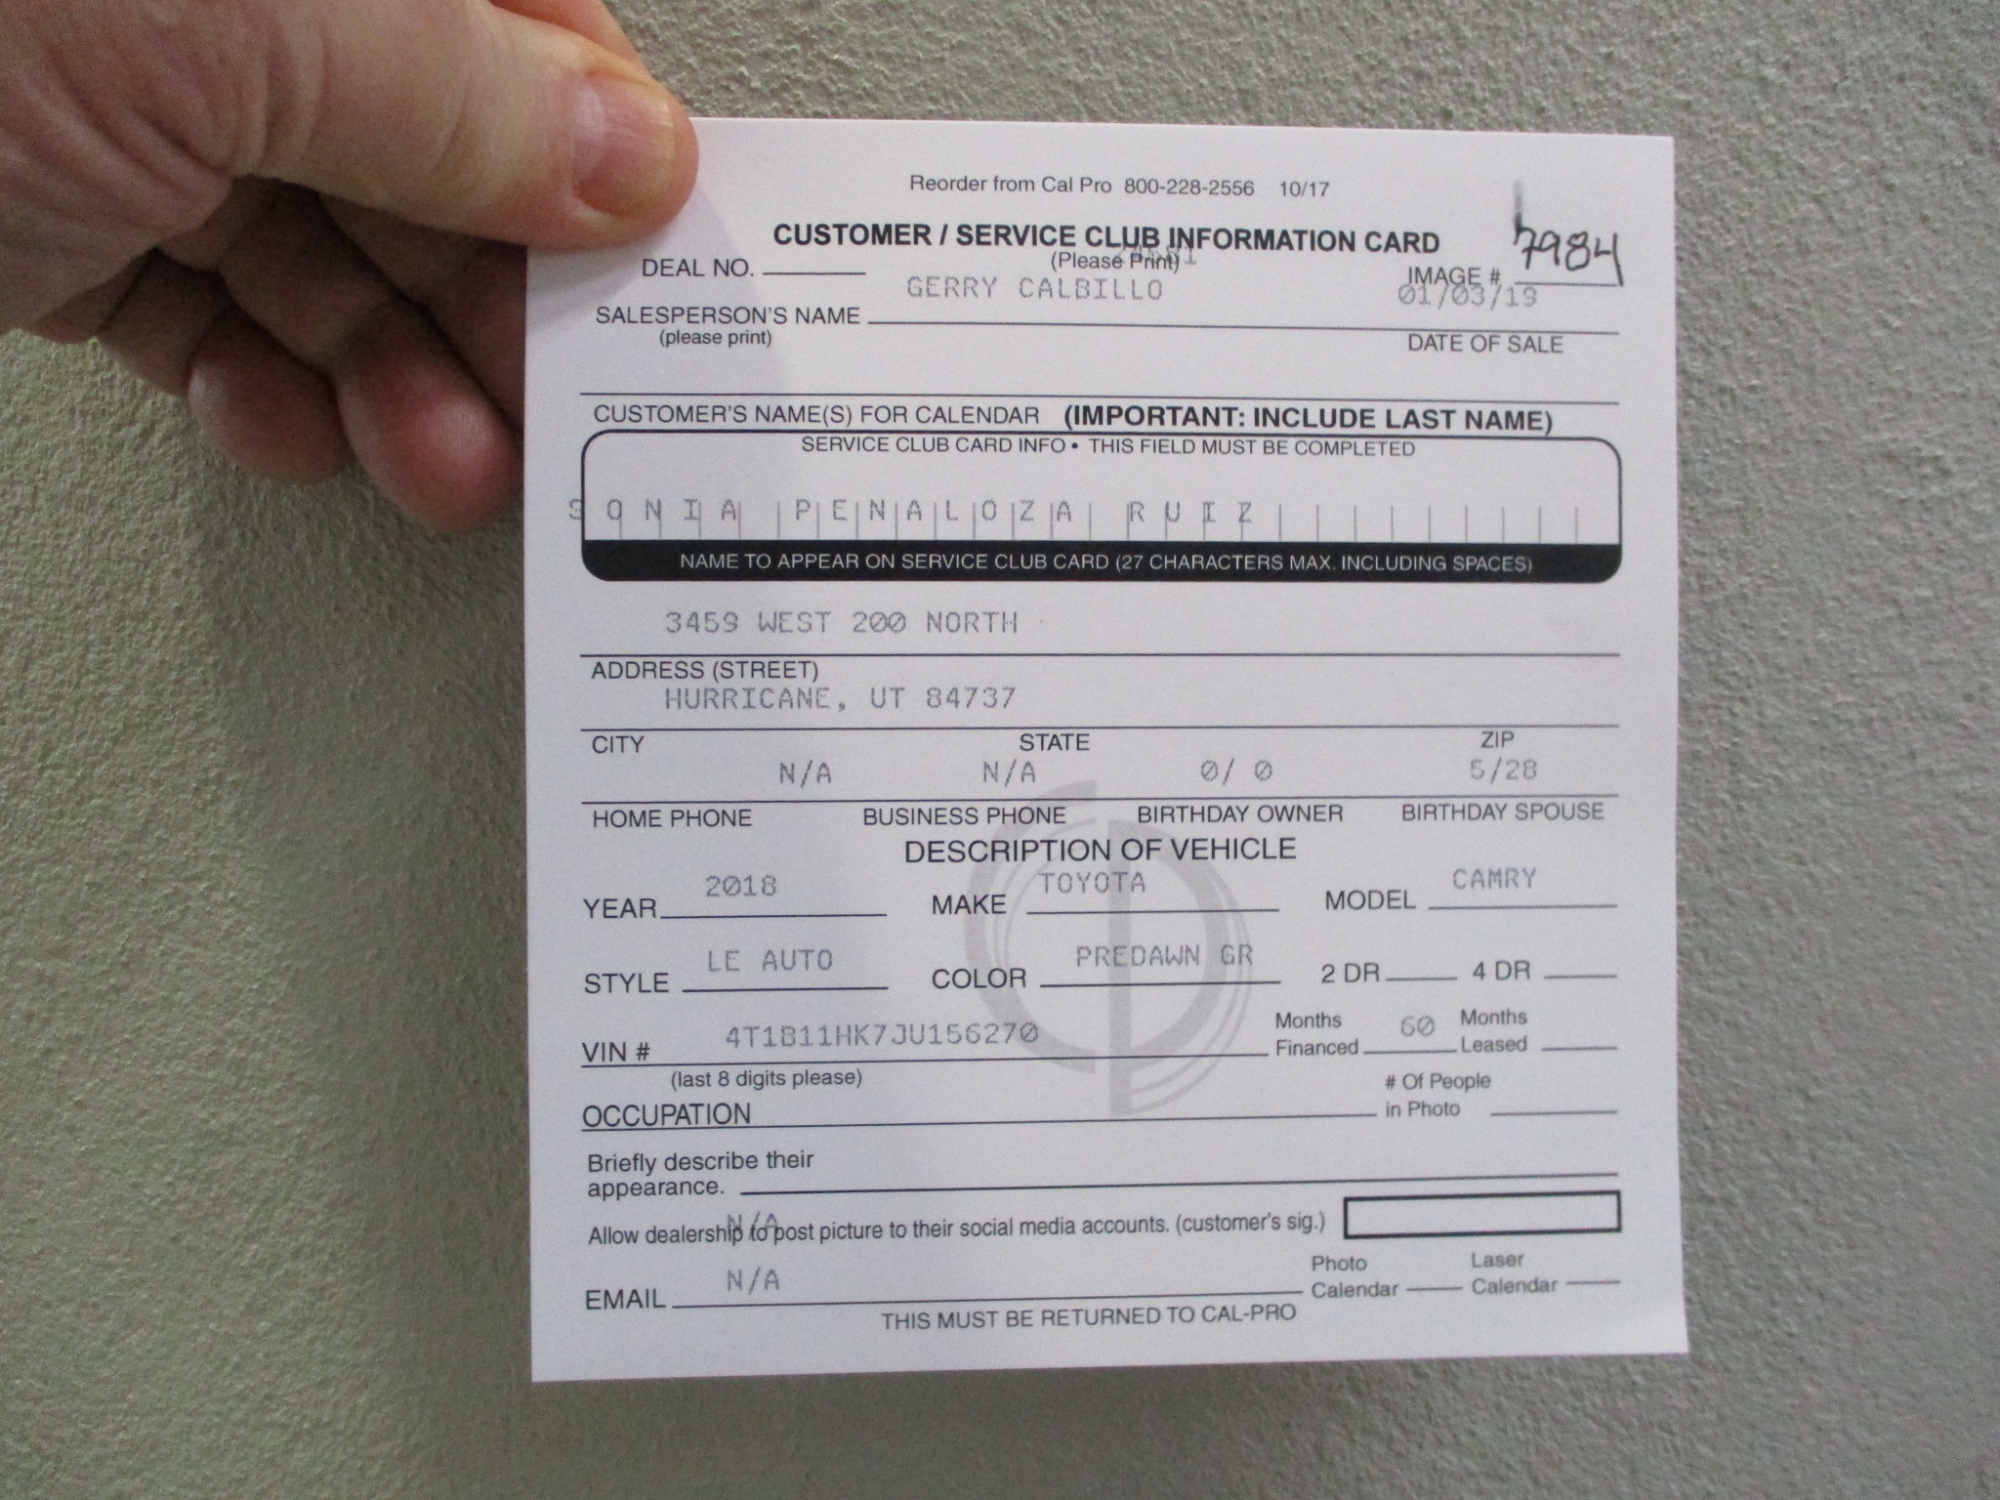 Reorder from Cal Pro 800-228-2556 10/17
CUSTOMER / SERVICE CLUB INFORMATION CARD
7984
DEAL NO.
(Please Print)
IMAGE #
GERRY CALBILLO
01/03/19
SALESPERSON'S NAME
(please print)
DATE OF SALE
CUSTOMER'S NAME(S) FOR CALENDAR (IMPORTANT: INCLUDE LAST NAME)
SERVICE CLUB CARD INFO • THIS FIELD MUST BE COMPLETED
SONIA PENALOZA RUIZ
NAME TO APPEAR ON SERVICE CLUB CARD (27 CHARACTERS MAX. INCLUDING SPACES)
3459 WEST 200 NORTH
ADDRESS (STREET)
HURRICANE, UT 84737
CITY STATE ZIP
N/A N/A 0/ 0 5/28
HOME PHONE BUSINESS PHONE BIRTHDAY OWNER BIRTHDAY SPOUSE
DESCRIPTION OF VEHICLE
YEAR 2018 MAKE TOYOTA MODEL CAMRY
STYLE LE AUTO COLOR PREDAWN GR 2 DR 4 DR
VIN # 4T1B11HK7JU156270 Months Financed 60 Months Leased
(last 8 digits please)
OCCUPATION # Of People in Photo
Briefly describe their
appearance.
N/A
Allow dealership to post picture to their social media accounts. (customer's sig.)
EMAIL N/A Photo Calendar Laser Calendar
THIS MUST BE RETURNED TO CAL-PRO